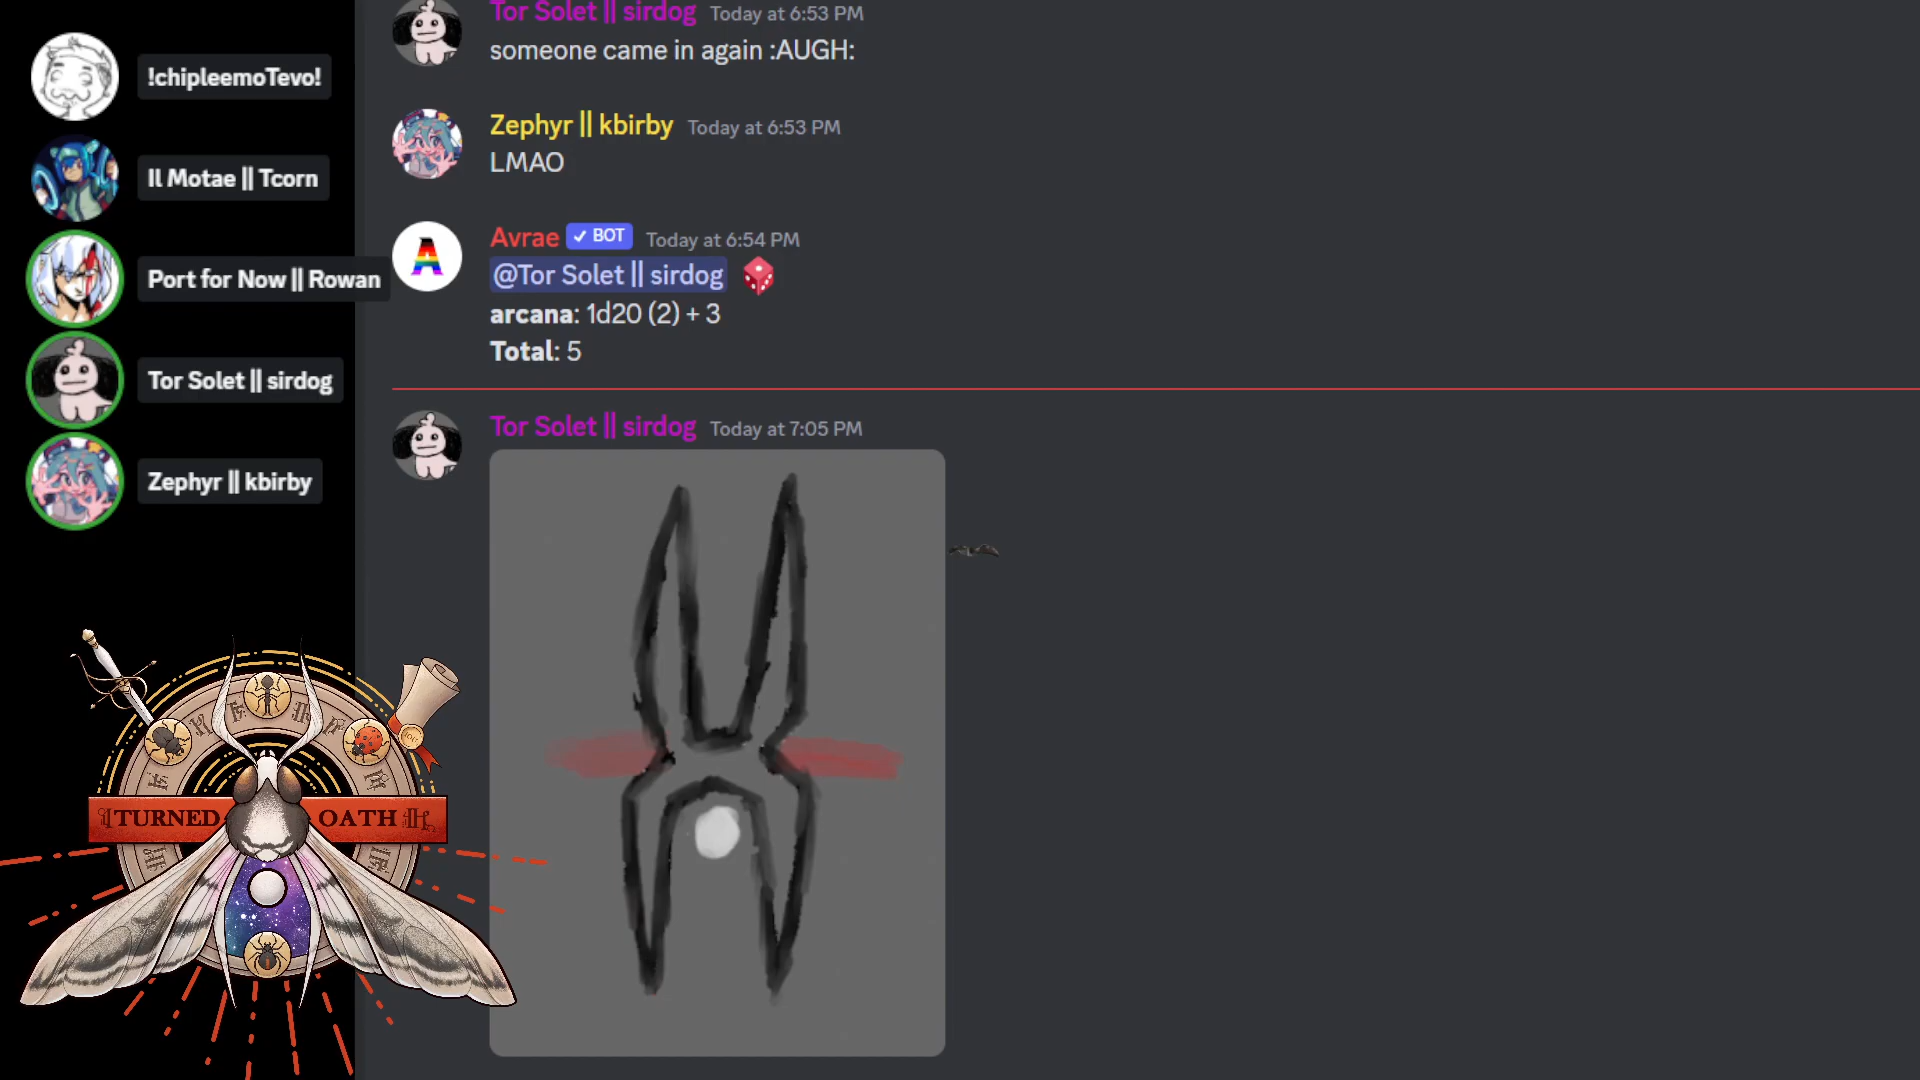 !chipleemoTevo!
Il Motae || Tcorn
Port for Now || Rowan
Tor Solet || sirdog
Zephyr || kbirby
Tor Solet || sirdog Today at 6:53 PM
someone came in again :AUGH:
Zephyr || kbirby Today at 6:53 PM
LMAO
A
Avrae ✓ BOT Today at 6:54 PM
@Tor Solet || sirdog
arcana: 1d20 (2) + 3
Total: 5
Tor Solet || sirdog Today at 7:05 PM
TURNED OATH